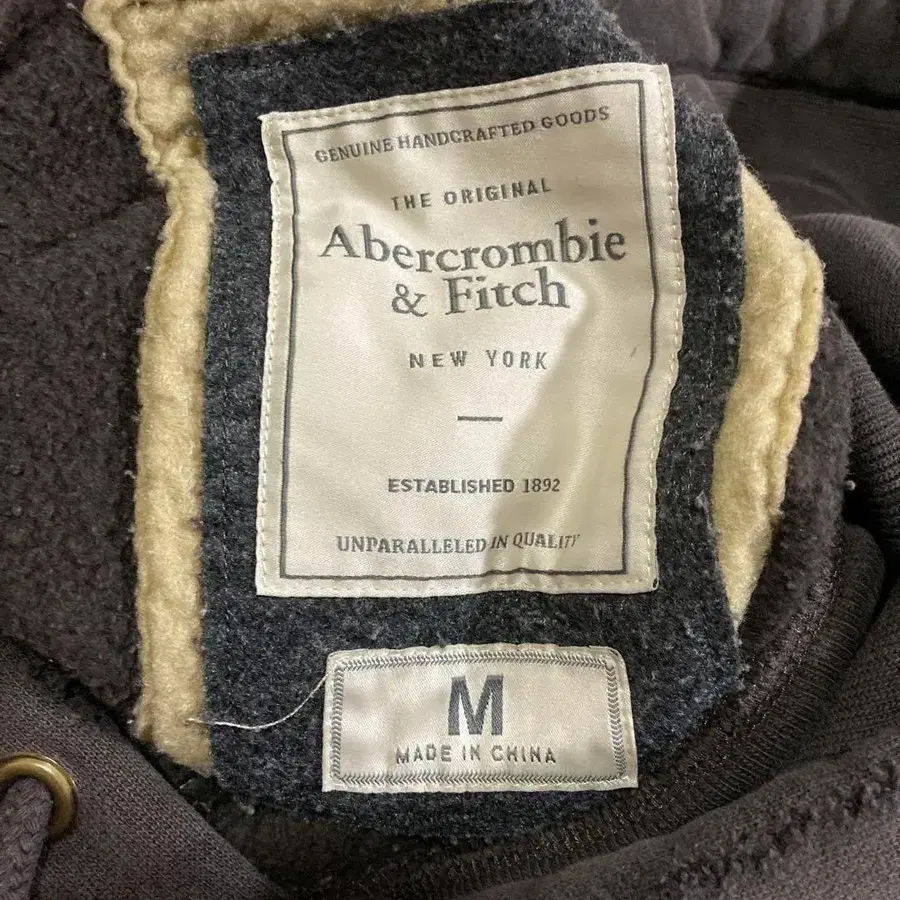 GENUINE HANDCRAFTED GOODS
THE ORIGINAL
Abercrombie
& Fitch
NEW YORK
ESTABLISHED 1892
UNPARALLELED IN QUALITY
M
MADE IN CHINA